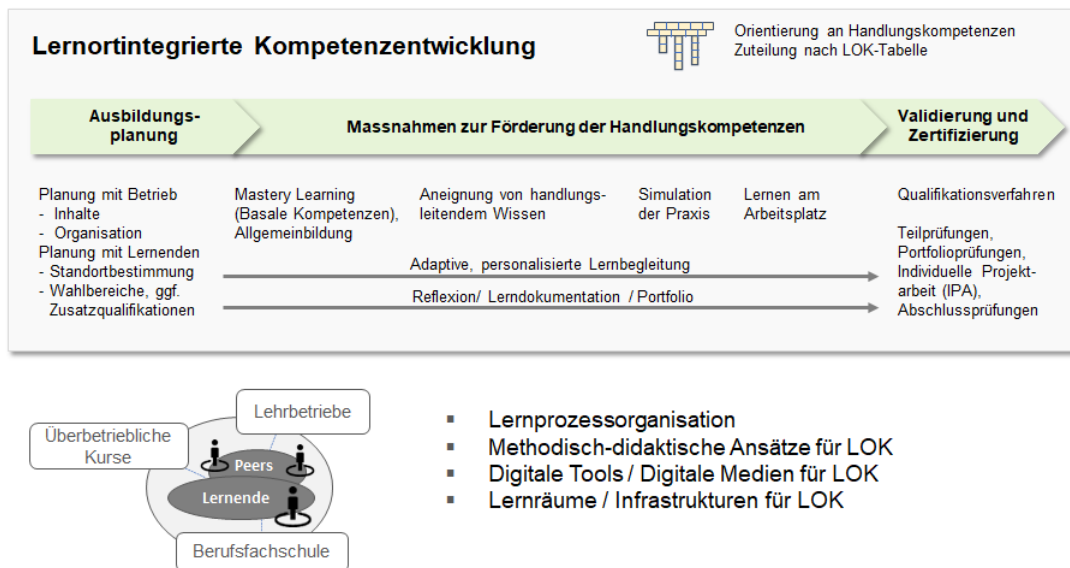 Lernortintegrierte Kompetenzentwicklung
Orientierung an Handlungskompetenzen
Zuteilung nach LOK-Tabelle
Ausbildungs-
planung
Massnahmen zur Förderung der Handlungskompetenzen
Validierung und
Zertifizierung
Planung mit Betrieb
- Inhalte
- Organisation
Planung mit Lernenden
- Standortbestimmung
- Wahlbereiche, ggf.
Zusatzqualifikationen
Mastery Learning
(Basale Kompetenzen),
Allgemeinbildung
Aneignung von handlungs-
leitendem Wissen
Simulation
der Praxis
Lernen am
Arbeitsplatz
Adaptive, personalisierte Lernbegleitung
Reflexion/ Lerndokumentation / Portfolio
Qualifikationsverfahren
Teilprüfungen,
Portfolioprüfungen,
Individuelle Projekt-
arbeit (IPA),
Abschlussprüfungen
Lehrbetriebe
Überbetriebliche
Kurse
Peers
Lernende
Berufsfachschule
▪ Lernprozessorganisation
▪ Methodisch-didaktische Ansätze für LOK
▪ Digitale Tools / Digitale Medien für LOK
▪ Lernräume / Infrastrukturen für LOK